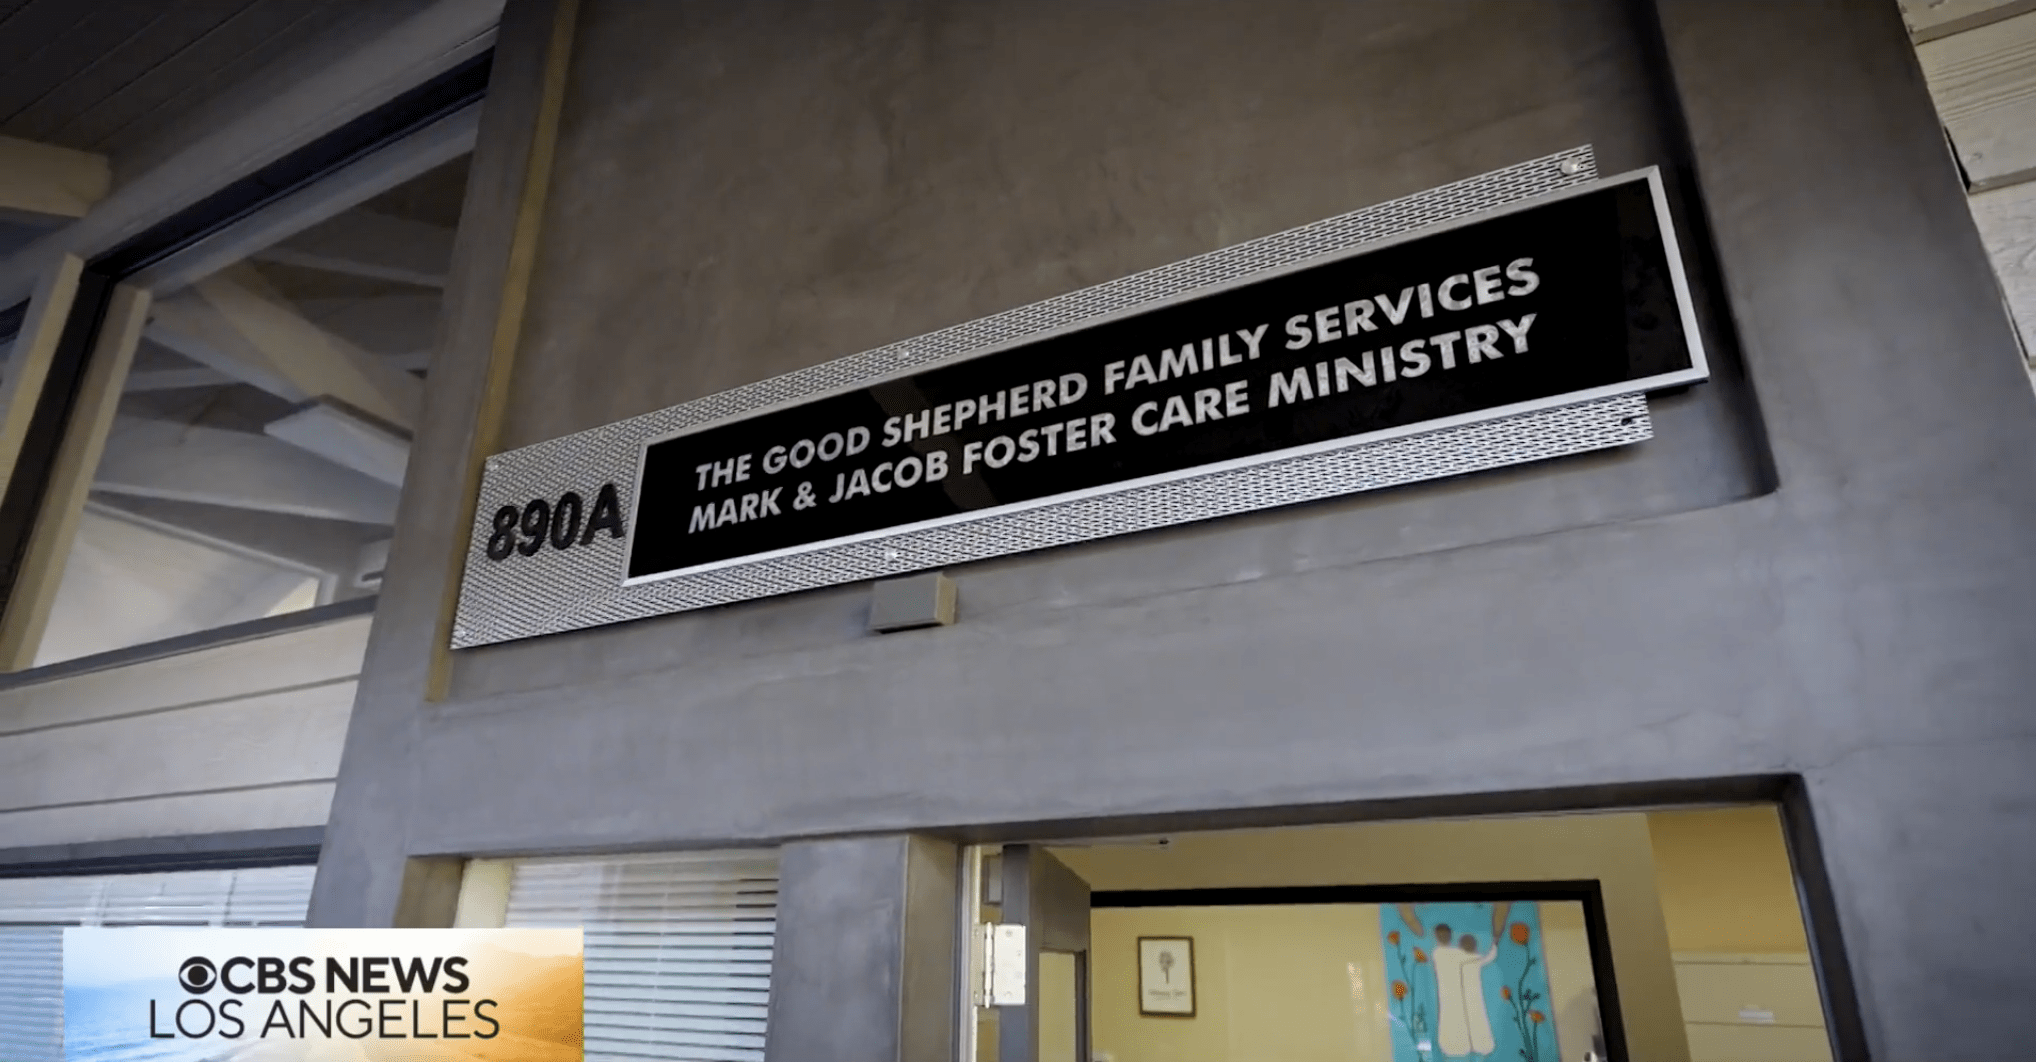 890A
THE GOOD SHEPHERD FAMILY SERVICES
MARK & JACOB FOSTER CARE MINISTRY
CBS NEWS
LOS ANGELES